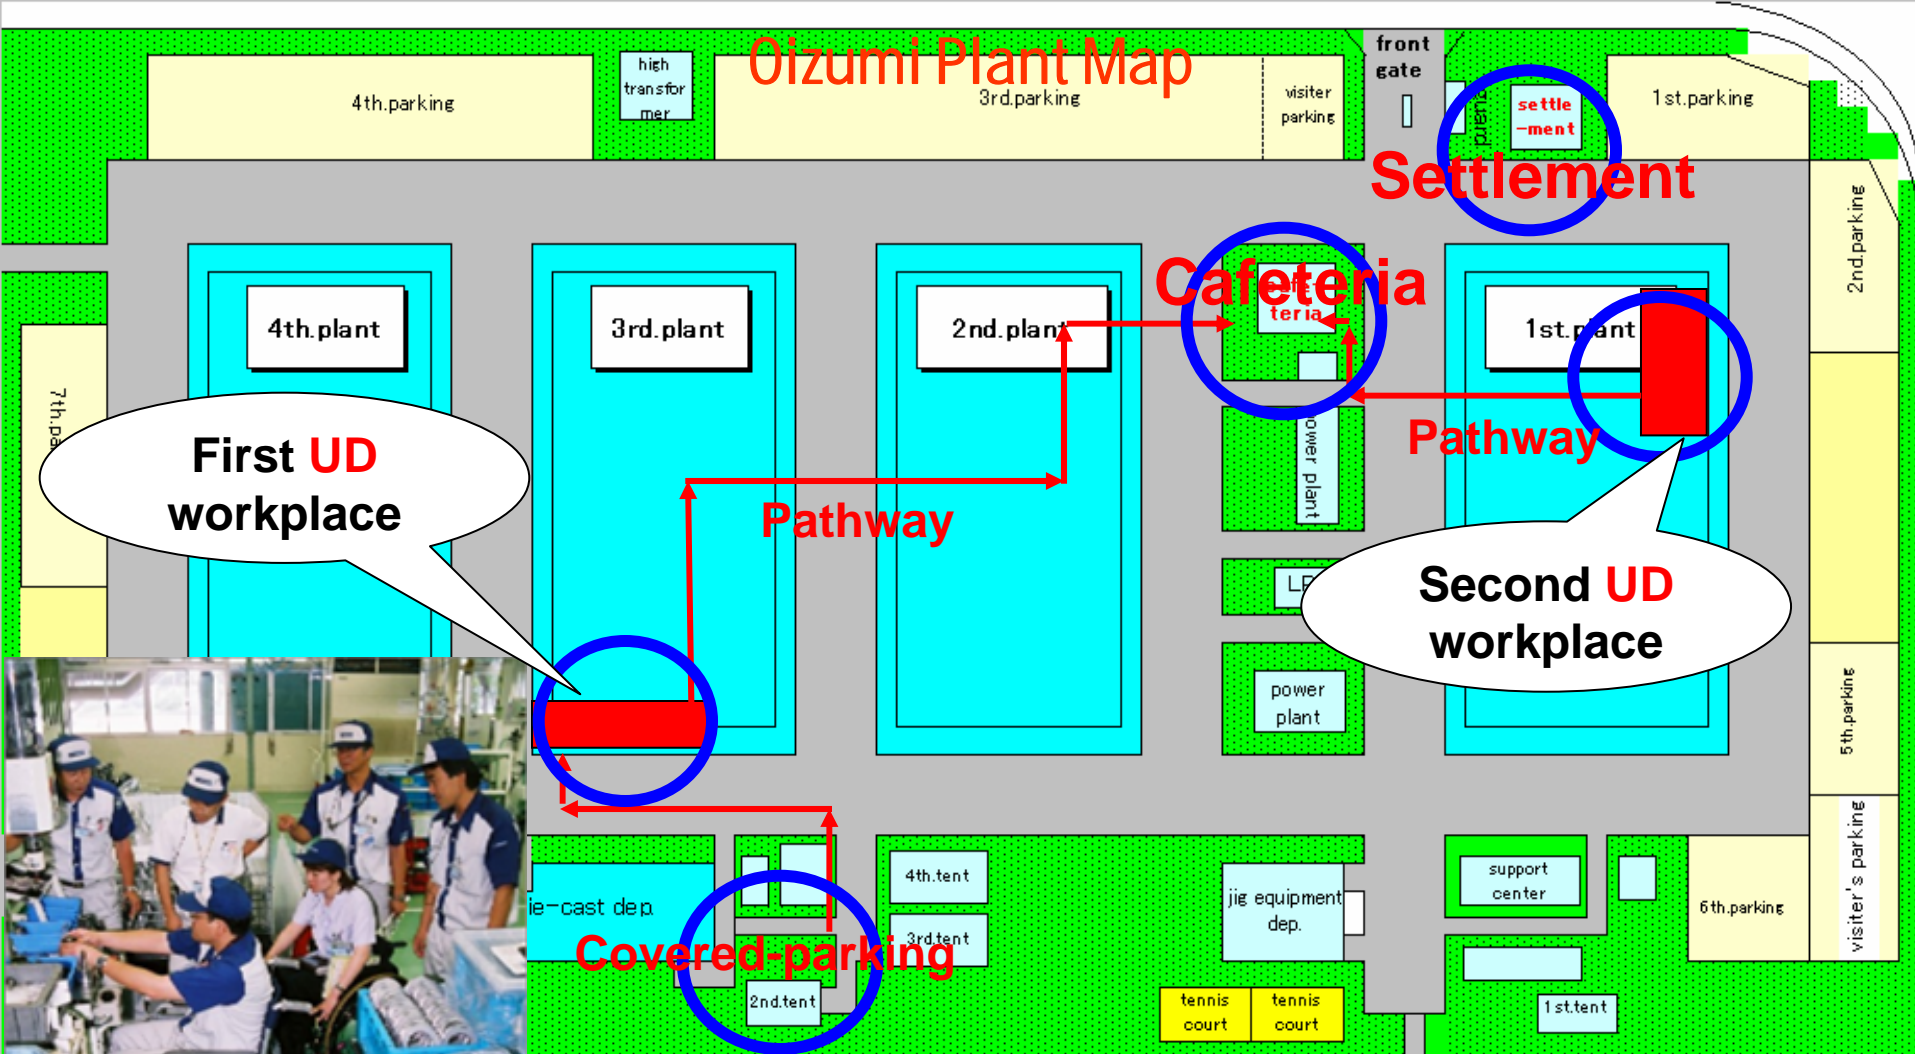 Oizumi Plant Map
front
gate
4th.parking
high
transfor
mer
3rd.parking
visiter
parking
guard
settle
-ment
1st.parking
Settlement
2nd.parking
4th.plant
3rd.plant
2nd.plant
Cafeteria
teria
1st.plant
First UD
workplace
Pathway
Pathway
power plant
Second UD
workplace
power
plant
5th.parking
ie-cast dep.
4th.tent
3rd.tent
Covered-parking
2nd.tent
jig equipment
dep.
tennis
court
tennis
court
support
center
1st.tent
6th.parking
visiter's parking